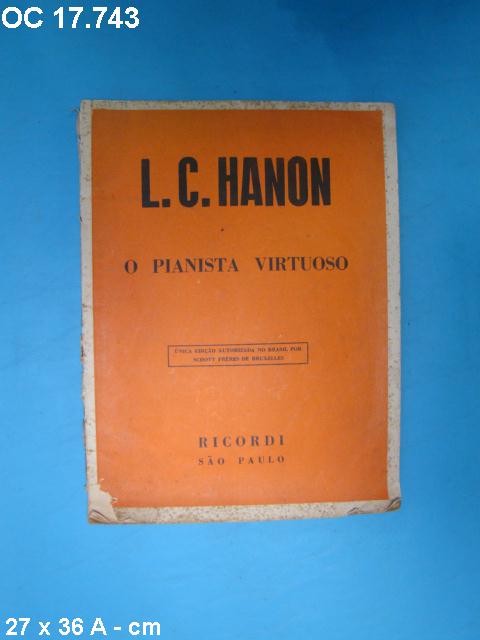 OC 17.743
L. C. HANON
O PIANISTA VIRTUOSO
ÚNICA EDIÇÃO AUTORIZADA NO BRASIL POR
SCHOTT FRÈRES DE BRUXELLES
RICORDI
SÃO PAULO
27 x 36 A - cm